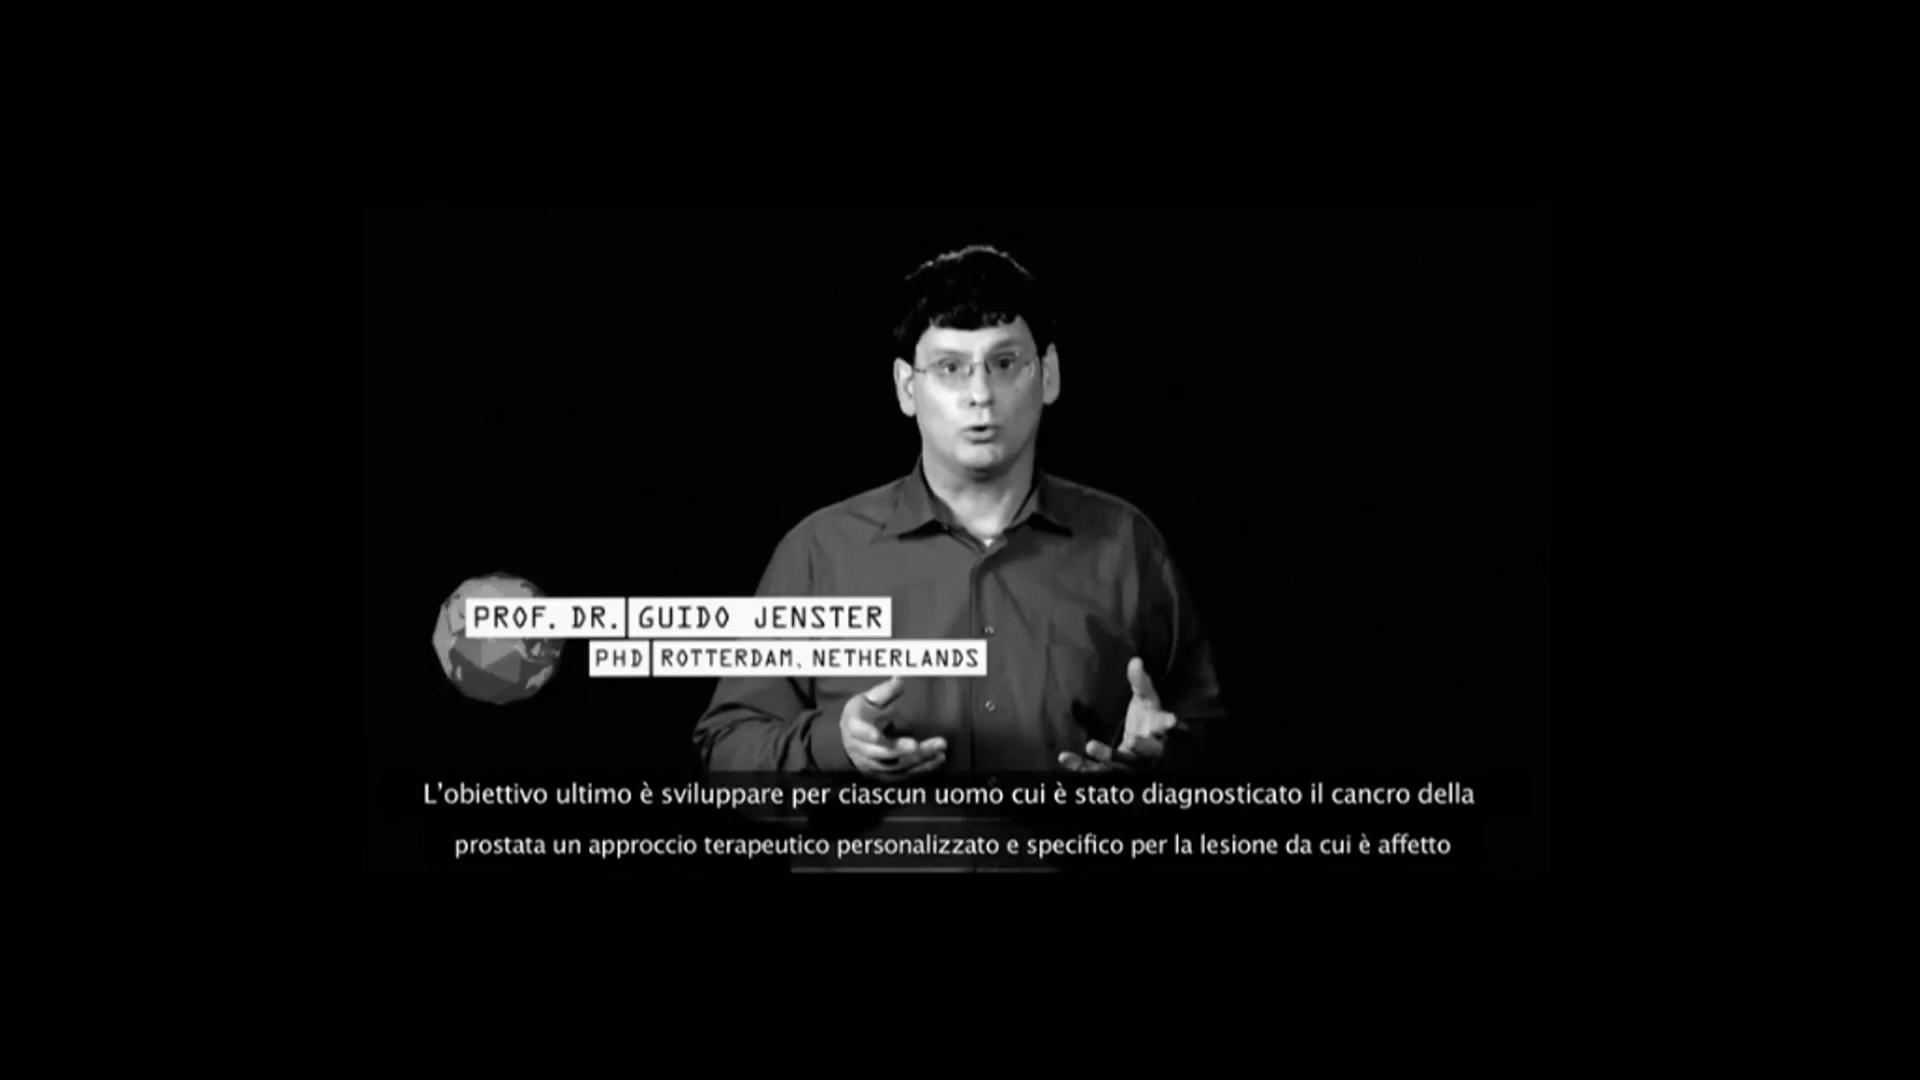 PROF. DR. GUIDO JENSTER
PHD ROTTERDAM, NETHERLANDS
L'obiettivo ultimo è sviluppare per ciascun uomo cui è stato diagnosticato il cancro della
prostata un approccio terapeutico personalizzato e specifico per la lesione da cui è affetto